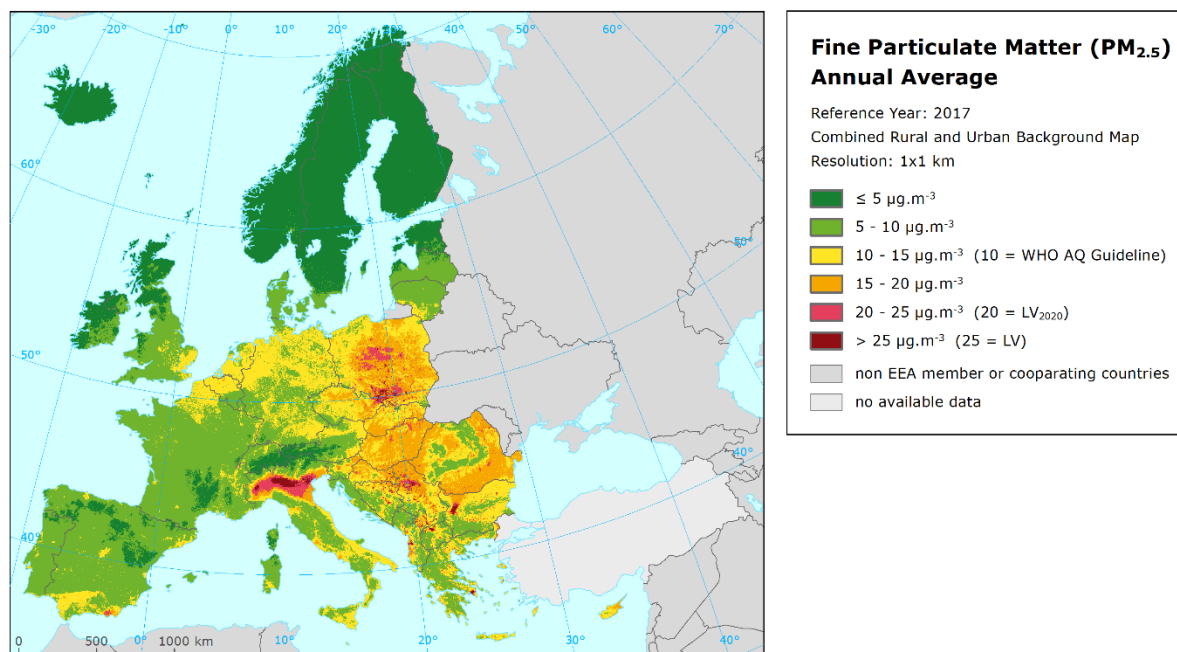 -30° -20° -10° 0° 10° 20° 30° 40° 50° 60° 70°
60°
50°
50°
40°
40°
0 500 0° 1000 km 10° 20° 30° 40°
Fine Particulate Matter (PM2.5)
Annual Average
Reference Year: 2017
Combined Rural and Urban Background Map
Resolution: 1x1 km
≤ 5 µg.m-3
5 - 10 µg.m-3
10 - 15 µg.m-3 (10 = WHO AQ Guideline)
15 - 20 µg.m-3
20 - 25 µg.m-3 (20 = LV2020)
> 25 µg.m-3 (25 = LV)
non EEA member or cooparating countries
no available data